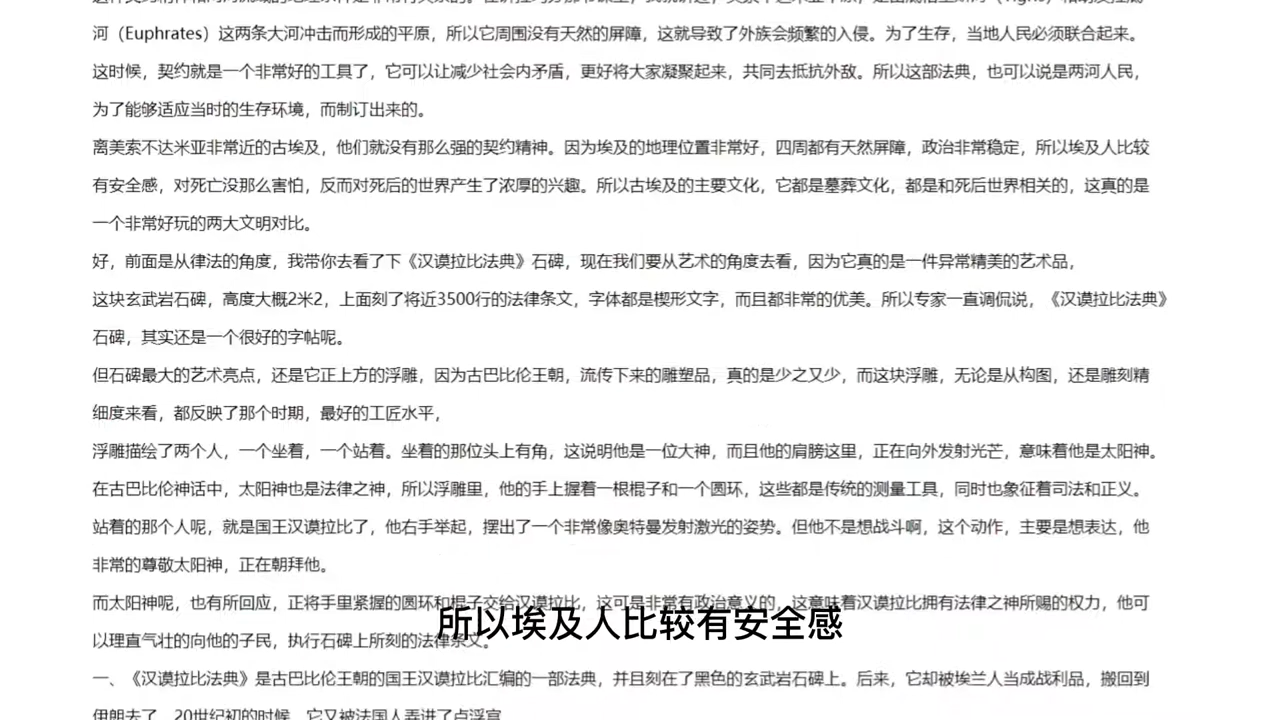 河（Euphrates）这两条大河冲击而形成的平原，所以它周围没有天然的屏障，这就导致了外族会频繁的入侵。为了生存，当地人民必须联合起来。
这时候，契约就是一个非常好的工具了，它可以让减少社会内矛盾，更好将大家凝聚起来，共同去抵抗外敌。所以这部法典，也可以说是两河人民，
为了能够适应当时的生存环境，而制订出来的。
离美索不达米亚非常近的古埃及，他们就没有那么强的契约精神。因为埃及的地理位置非常好，四周都有天然屏障，政治非常稳定，所以埃及人比较
有安全感，对死亡没那么害怕，反而对死后的世界产生了浓厚的兴趣。所以古埃及的主要文化，它都是墓葬文化，都是和死后世界相关的，这真的是
一个非常好玩的两大文明对比。
好，前面是从律法的角度，我带你去看了下《汉谟拉比法典》石碑，现在我们要从艺术的角度去看，因为它真的是一件异常精美的艺术品，
这块玄武岩石碑，高度大概2米2，上面刻了将近3500行的法律条文，字体都是楔形文字，而且都非常的优美。所以专家一直调侃说，《汉谟拉比法典》
石碑，其实还是一个很好的字帖呢。
但石碑最大的艺术亮点，还是它正上方的浮雕，因为古巴比伦王朝，流传下来的雕塑品，真的是少之又少，而这块浮雕，无论是从构图，还是雕刻精
细度来看，都反映了那个时期，最好的工匠水平，
浮雕描绘了两个人，一个坐着，一个站着。坐着的那位头上有角，这说明他是一位大神，而且他的肩膀这里，正在向外发射光芒，意味着他是太阳神。
在古巴比伦神话中，太阳神也是法律之神，所以浮雕里，他的手上握着一根棍子和一个圆环，这些都是传统的测量工具，同时也象征着司法和正义。
站着的那个人呢，就是国王汉谟拉比了，他右手举起，摆出了一个非常像奥特曼发射激光的姿势。但他不是想战斗啊，这个动作，主要是想表达，他
非常的尊敬太阳神，正在朝拜他。
而太阳神呢，也有所回应，正将手里紧握的圆环和棍子交给汉谟拉比，这可是非常有政治意义的，这意味着汉谟拉比拥有法律之神所赐的权力，他可
以理直气壮的向他的子民，执行石碑上所刻的法律条文。
所以埃及人比较有安全感
一、《汉谟拉比法典》是古巴比伦王朝的国王汉谟拉比汇编的一部法典，并且刻在了黑色的玄武岩石碑上。后来，它却被埃兰人当成战利品，搬回到
伊朗去了，20世纪初的时候，它又被法国人弄进了卢浮宫